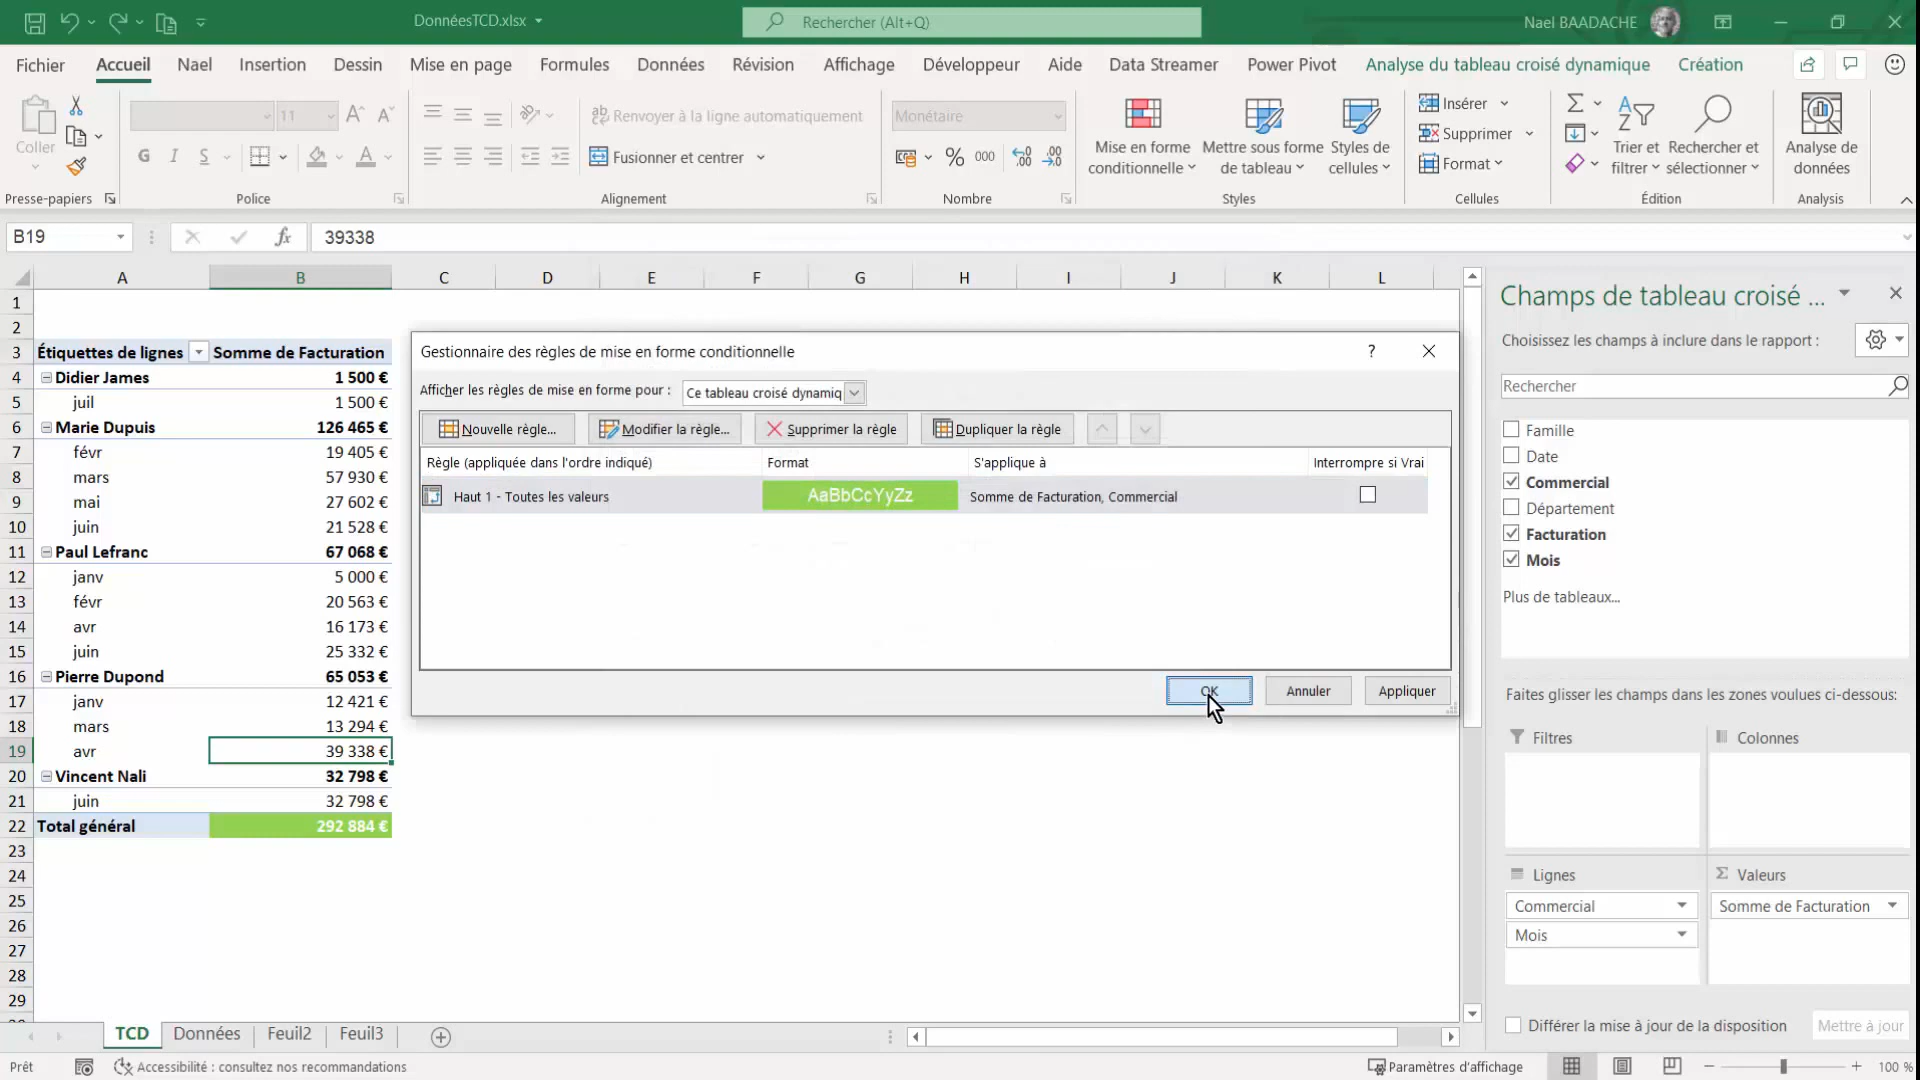 DonnéesTCD.xlsx
Rechercher (Alt+Q)
Nael BAADACHE
Fichier Accueil Nael Insertion Dessin Mise en page Formules Données Révision Affichage Développeur Aide Data Streamer Power Pivot Analyse du tableau croisé dynamique Création
Coller
Presse-papiers
11
G I S
Police
Renvoyer à la ligne automatiquement
Fusionner et centrer
Alignement
Monétaire
% 000
Nombre
Mise en forme conditionnelle
Mettre sous forme de tableau
Styles de cellules
Styles
Insérer
Supprimer
Format
Cellules
Trier et filtrer
Rechercher et sélectionner
Édition
Analyse de données
Analysis
B19 fx 39338
A B C D E F G H I J K L
1
2
3 Étiquettes de lignes Somme de Facturation
4 Didier James 1 500 €
5 juil 1 500 €
6 Marie Dupuis 126 465 €
7 févr 19 405 €
8 mars 57 930 €
9 mai 27 602 €
10 juin 21 528 €
11 Paul Lefranc 67 068 €
12 janv 5 000 €
13 févr 20 563 €
14 avr 16 173 €
15 juin 25 332 €
16 Pierre Dupond 65 053 €
17 janv 12 421 €
18 mars 13 294 €
19 avr 39 338 €
20 Vincent Nali 32 798 €
21 juin 32 798 €
22 Total général 292 884 €
23
24
25
26
27
28
29
Gestionnaire des règles de mise en forme conditionnelle
?
Afficher les règles de mise en forme pour : Ce tableau croisé dynamiq
Nouvelle règle... Modifier la règle... Supprimer la règle Dupliquer la règle
Règle (appliquée dans l'ordre indiqué) Format S'applique à Interrompre si Vrai
Haut 1 - Toutes les valeurs AaBbCcYyZz Somme de Facturation, Commercial
OK Annuler Appliquer
Champs de tableau croisé ...
Choisissez les champs à inclure dans le rapport :
Rechercher
Famille
Date
Commercial
Département
Facturation
Mois
Plus de tableaux...
Faites glisser les champs dans les zones voulues ci-dessous:
Filtres Colonnes
Lignes Valeurs
Commercial Somme de Facturation
Mois
Différer la mise à jour de la disposition Mettre à jour
TCD Données Feuil2 Feuil3
Prêt Accessibilité : consultez nos recommandations Paramètres d'affichage 100 %